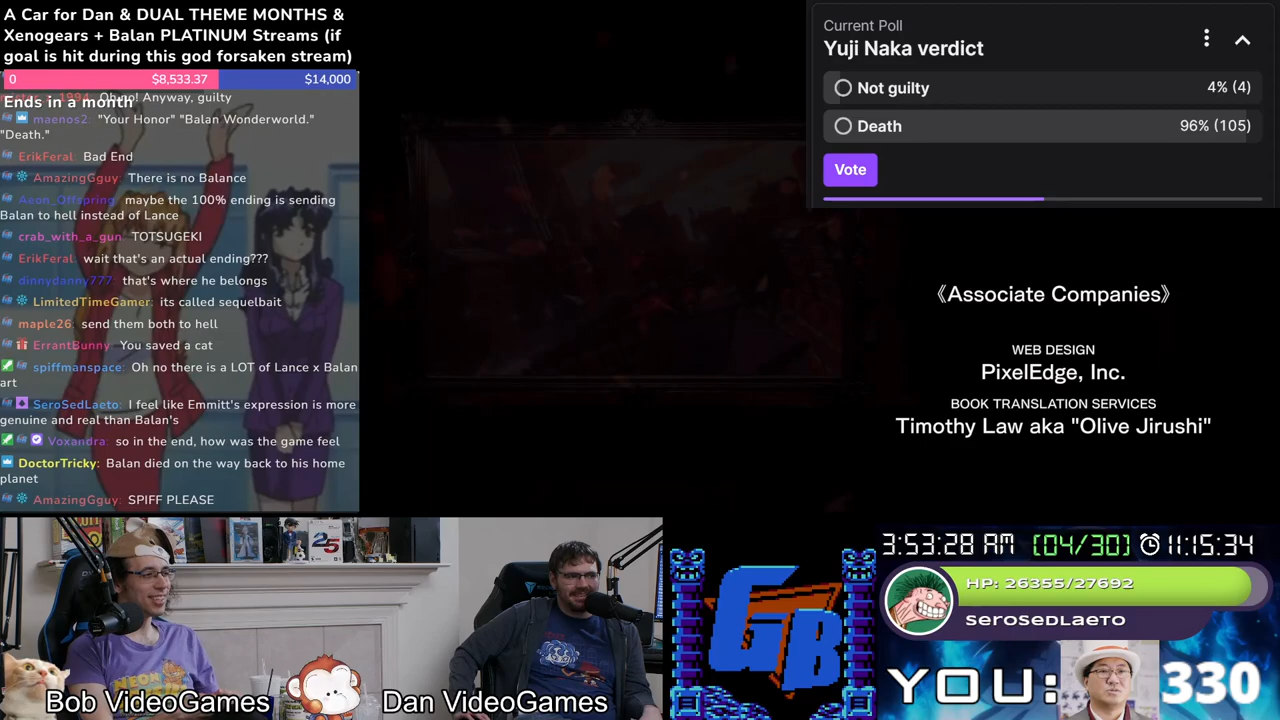 A Car for Dan & DUAL THEME MONTHS &
Xenogears + Balan PLATINUM Streams (if
goal is hit during this god forsaken stream)
0 $8,533.37 $14,000
Ends in a month
Oh no! Anyway, guilty
maenos2: "Your Honor" "Balan Wonderworld."
"Death."
ErikFeral: Bad End
AmazingGguy: There is no Balance
Aeon_Offspring: maybe the 100% ending is sending
Balan to hell instead of Lance
crab_with_a_gun: TOTSUGEKI
ErikFeral: wait that's an actual ending???
dinnydanny777: that's where he belongs
LimitedTimeGamer: its called sequelbait
maple26: send them both to hell
ErrantBunny: You saved a cat
spiffmanspace: Oh no there is a LOT of Lance x Balan
art
SeroSedLaeto: I feel like Emmitt's expression is more
genuine and real than Balan's
Voxandra: so in the end, how was the game feel
DoctorTricky: Balan died on the way back to his home
planet
AmazingGguy: SPIFF PLEASE
Current Poll
Yuji Naka verdict
Not guilty 4% (4)
Death 96% (105)
Vote
《Associate Companies》
WEB DESIGN
PixelEdge, Inc.
BOOK TRANSLATION SERVICES
Timothy Law aka "Olive Jirushi"
25
NEON
Bob VideoGames
Dan VideoGames
GB
3:53:28 AM [04/30] 11:15:34
HP: 26355/27692
SeroSedLaeto
YOU: 330